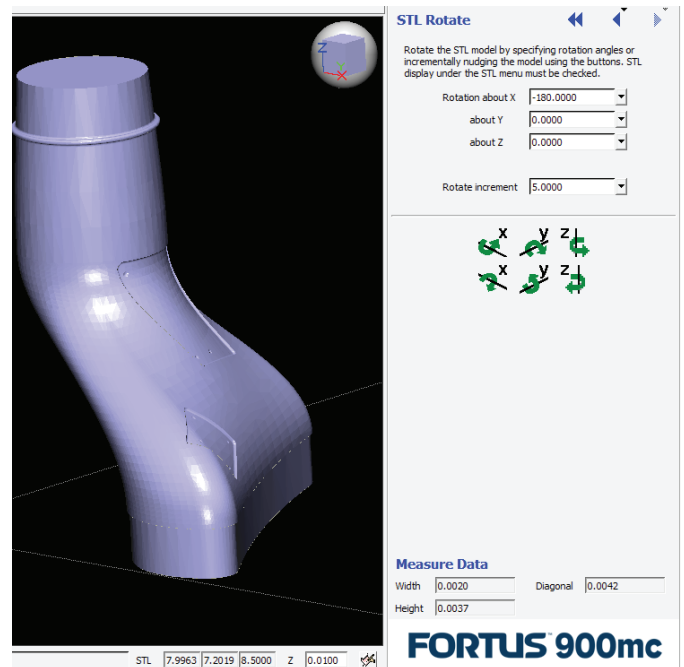 STL Rotate
Rotate the STL model by specifying rotation angles or
incrementally nudging the model using the buttons. STL
display under the STL menu must be checked.
Rotation about X -180.0000
about Y 0.0000
about Z 0.0000
Rotate increment 5.0000
x y z
x y z
Z
Y
X
Measure Data
Width 0.0020 Diagonal 0.0042
Height 0.0037
FORTUS 900mc
STL 7.9963 7.2019 8.5000 Z 0.0100